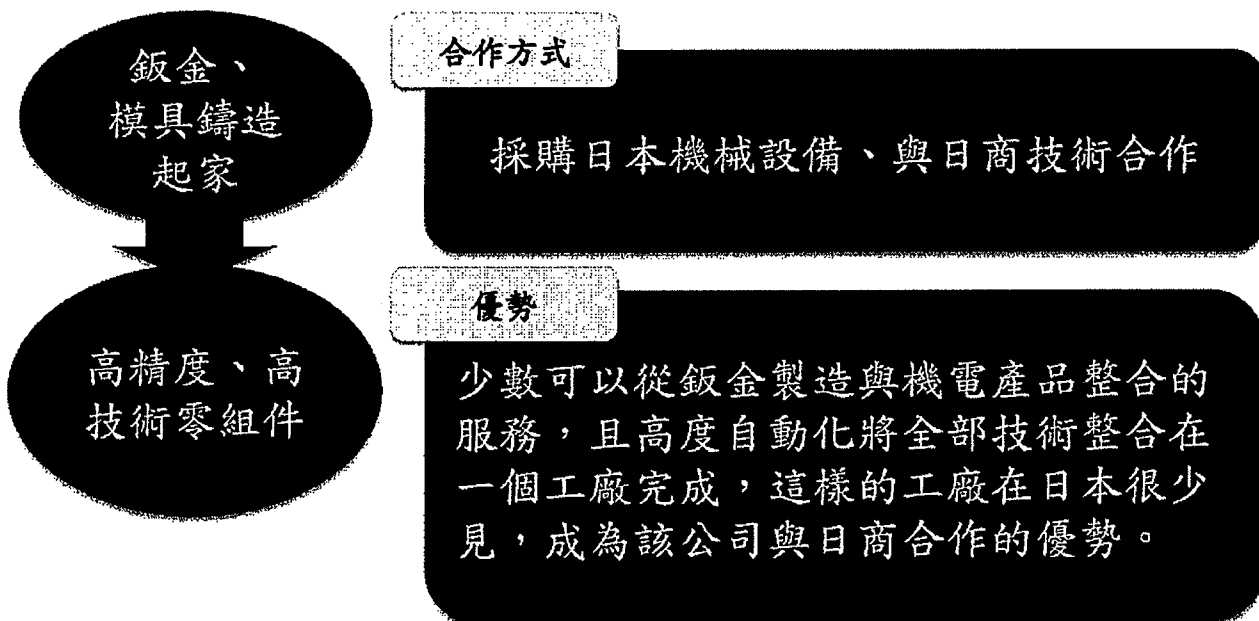 鈑金、
模具鑄造
起家
高精度、高
技術零組件
合作方式
採購日本機械設備、與日商技術合作
優勢
少數可以從鈑金製造與機電產品整合的
服務，且高度自動化將全部技術整合在
一個工廠完成，這樣的工廠在日本很少
見，成為該公司與日商合作的優勢。